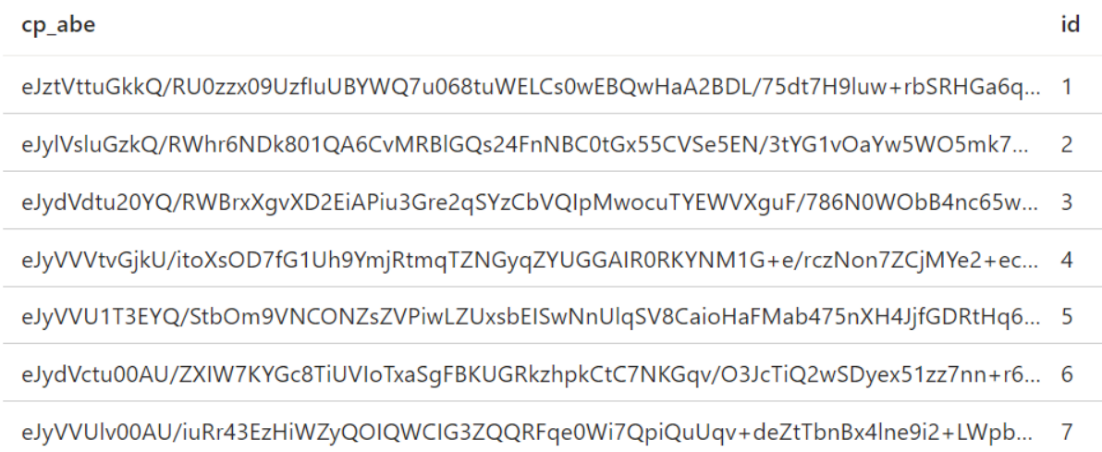 cp_abe id
eJztVttuGkkQ/RU0zzx09UzfluUBYWQ7u068tuWELCs0wEBQwHaA2BDL/75dt7H9luw+rbSRHGa6q... 1
eJylVsluGzkQ/RWhr6NDk801QA6CvMRBlGQs24FnNBC0tGx55CVSe5EN/3tYG1vOaYw5WO5mk7... 2
eJydVdtu20YQ/RWBrxXgvXD2EiAPiu3Gre2qSYzCbVQIpMwocuTYEWVXguF/786N0WObB4nc65w... 3
eJyVVVtvGjkU/itoXsOD7fG1Uh9YmjRtmqTZNGyqZYUGGAIR0RKYNM1G+e/rczNon7ZCjMYe2+ec... 4
eJyVVU1T3EYQ/StbOm9VNCONZsZVPiwLZUxsbEISwNnUlqSV8CaioHaFMab475nXH4JjfGDRtHq6... 5
eJydVctu00AU/ZXIW7KYGc8TiUVIoTxaSgFBKUGRkzhpkCtC7NKGqv/O3JcTiQ2wSDyex51zz7nn+r6... 6
eJyVVUlv00AU/iuRr43EzHiWZyQOIQWCIG3ZQQRFqe0Wi7QpiQuUqv+deZtTbnBx4lne9i2+LWpb... 7